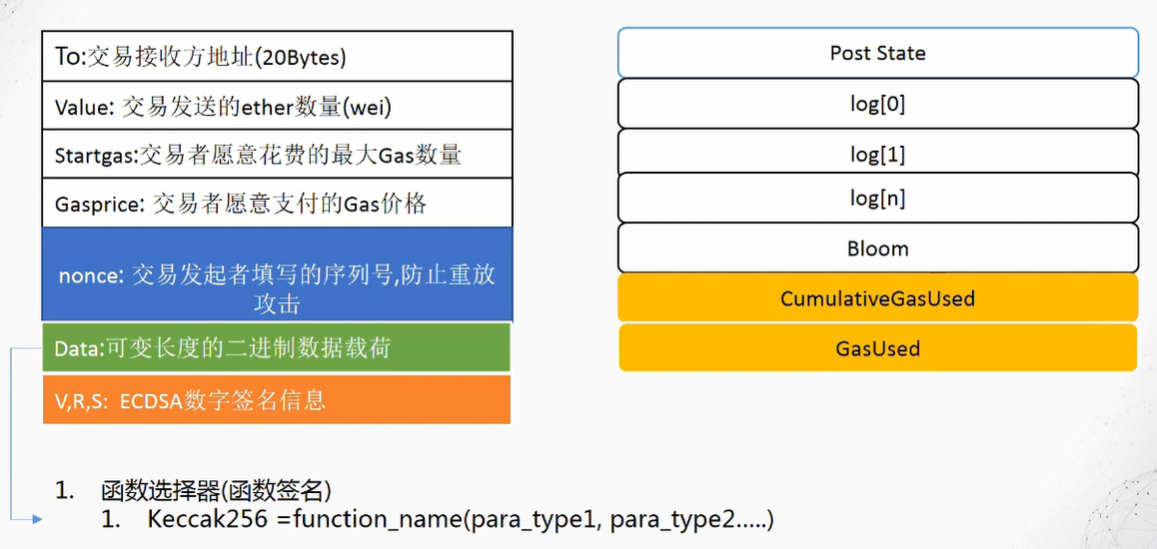 To:交易接收方地址(20Bytes)
Value: 交易发送的ether数量(wei)
Startgas:交易者愿意花费的最大Gas数量
Gasprice: 交易者愿意支付的Gas价格
nonce: 交易发起者填写的序列号,防止重放
攻击
Data:可变长度的二进制数据载荷
V,R,S: ECDSA数字签名信息
Post State
log[0]
log[1]
log[n]
Bloom
CumulativeGasUsed
GasUsed
1. 函数选择器(函数签名)
1. Keccak256 =function_name(para_type1, para_type2.....)